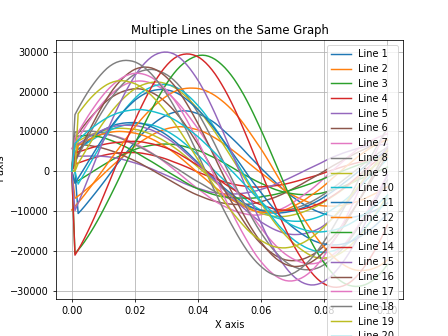 Multiple Lines on the Same Graph
30000
20000
10000
0
−10000
−20000
−30000
0.00
0.02
0.04
0.06
0.08
X axis
Line 1
Line 2
Line 3
Line 4
Line 5
Line 6
Line 7
Line 8
Line 9
Line 10
Line 11
Line 12
Line 13
Line 14
Line 15
Line 16
Line 17
Line 18
Line 19
Line 20